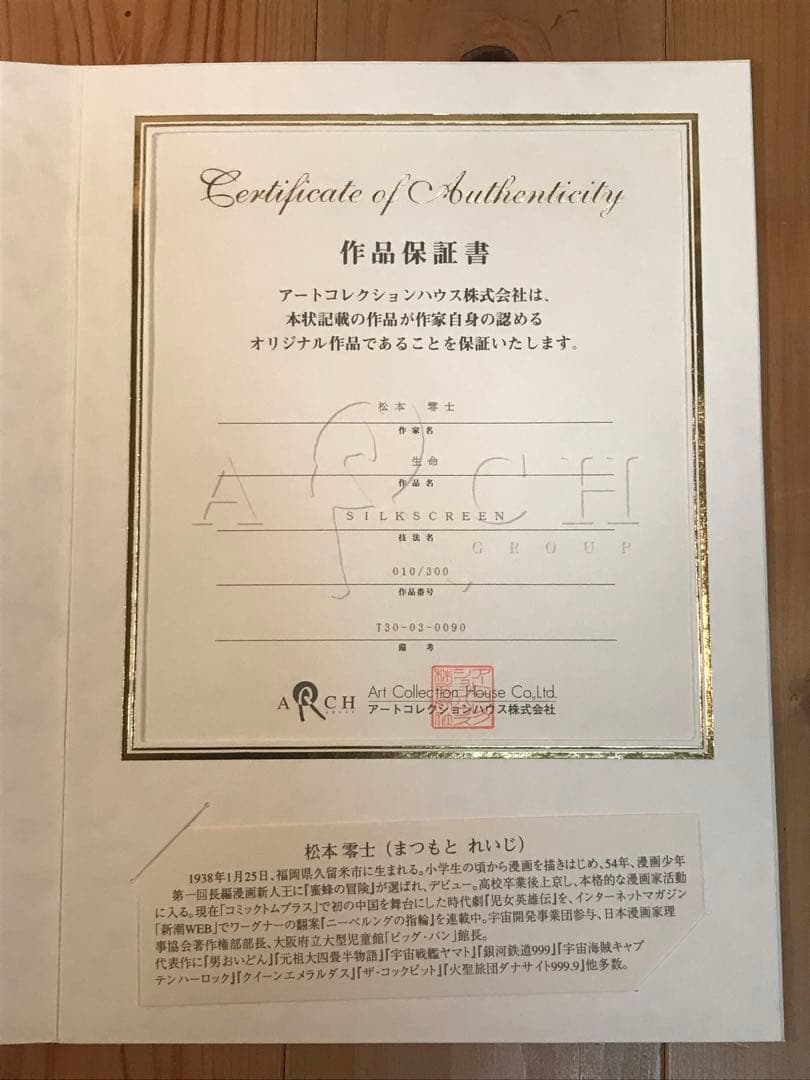 Certificate of Authenticity
作品保証書
アートコレクションハウス株式会社は、
本状記載の作品が作家自身の認める
オリジナル作品であることを保証いたします。
松本 零士
作家名
生命
作品名
SILKSCREEN
技法名
ARCH
GROUP
010/300
作品番号
T30-03-0090
備考
ARCH
Art Collection House Co.,Ltd.
アートコレクションハウス株式会社
松本 零士（まつもと れいじ）
1938年1月25日、福岡県久留米市に生まれる。小学生の頃から漫画を描きはじめ、54年、漫画少年
第一回長編漫画新人王に『蜜蜂の冒険』が選ばれ、デビュー。高校卒業後上京し、本格的な漫画家活動
に入る。現在「コミックトムプラス」で初の中国を舞台にした時代劇『児女英雄伝』を、インターネットマガジン
「新潮WEB」でワーグナーの翻案『ニーベルングの指輪』を連載中。宇宙開発事業団参与、日本漫画家理
事協会著作権部部長、大阪府立大型児童館「ビッグ・バン」館長。
代表作に『男おいどん』『元祖大四畳半物語』『宇宙戦艦ヤマト』『銀河鉄道999』『宇宙海賊キャプ
テンハーロック』『クイーンエメラルダス』『ザ・コックピット』『火聖旅団ダナサイト999.9』他多数。